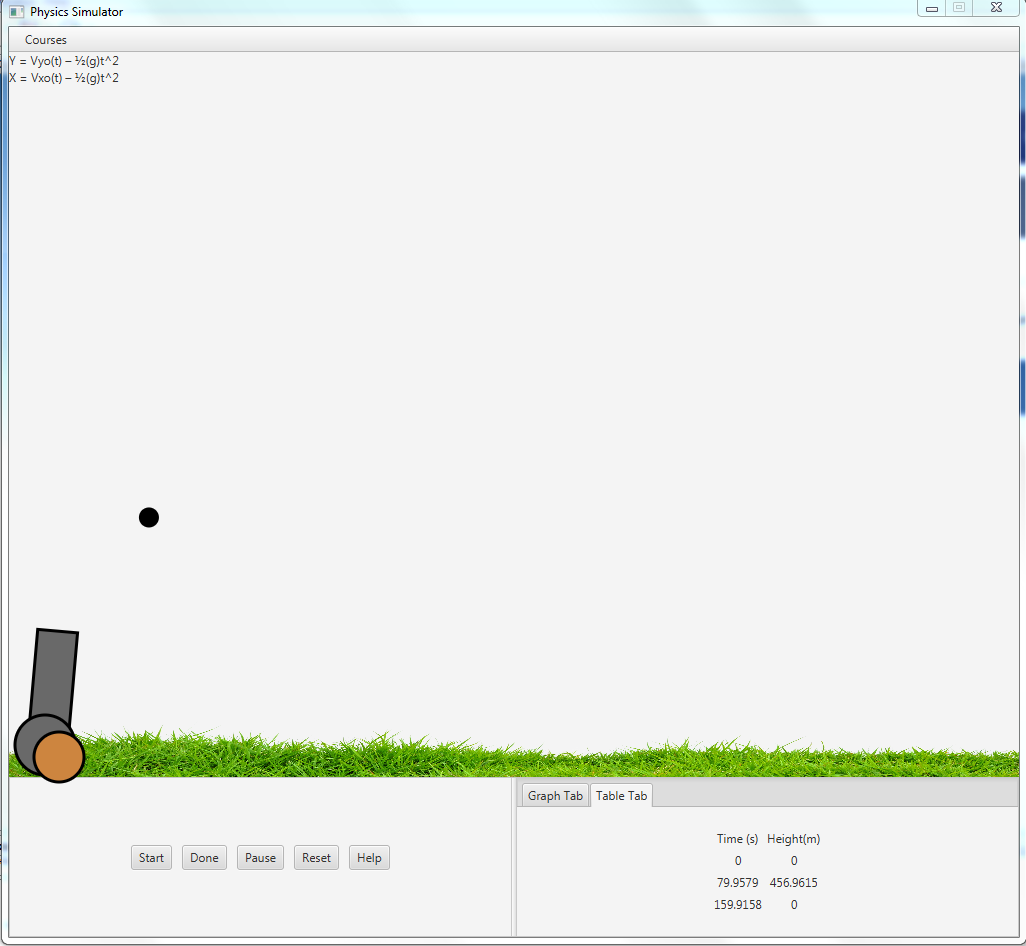 Physics Simulator
Courses
Y = Vyo(t) – ½(g)t^2
X = Vxo(t) – ½(g)t^2
Start Done Pause Reset Help
Graph Tab Table Tab
Time (s) Height(m)
0 0
79.9579 456.9615
159.9158 0